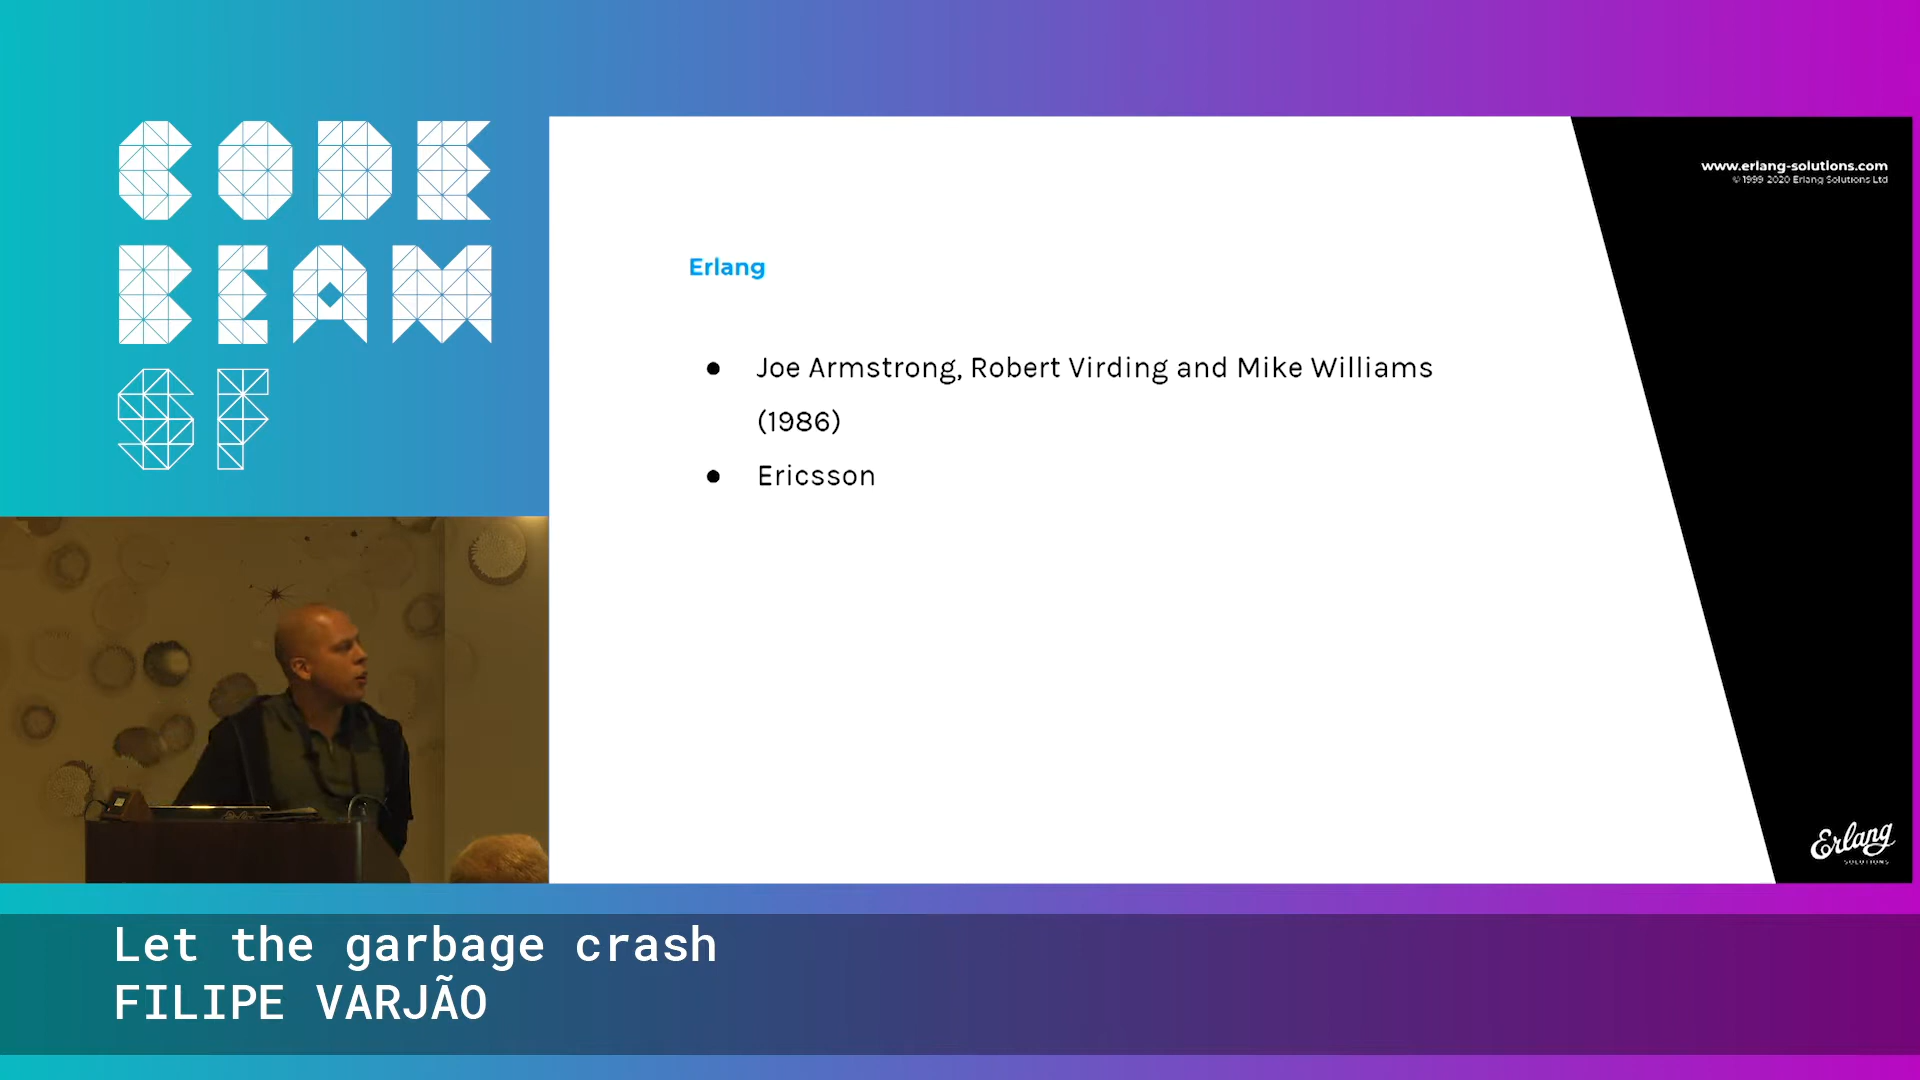 CODE
BEAM
SF
www.erlang-solutions.com
© 1999-2020 Erlang Solutions Ltd
Erlang
● Joe Armstrong, Robert Virding and Mike Williams
(1986)
● Ericsson
Erlang
SOLUTIONS
Let the garbage crash
FILIPE VARJÃO